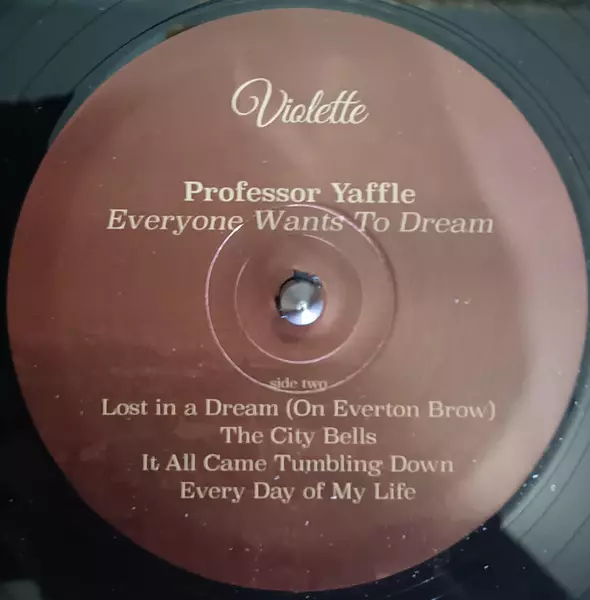 Violette
Professor Yaffle
Everyone Wants To Dream
side two
Lost in a Dream (On Everton Brow)
The City Bells
It All Came Tumbling Down
Every Day of My Life